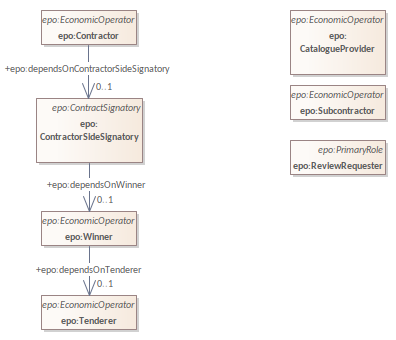 epo:EconomicOperator
epo:Contractor
+epo:dependsOnContractorSideSignatory
0..1
epo:ContractSignatory
epo:
ContractorSIdeSignatory
+epo:dependsOnWinner
0..1
epo:EconomicOperator
epo:Winner
+epo:dependsOnTenderer
0..1
epo:EconomicOperator
epo:Tenderer
epo:EconomicOperator
epo:
CatalogueProvider
epo:EconomicOperator
epo:Subcontractor
epo:PrimaryRole
epo:ReviewRequester